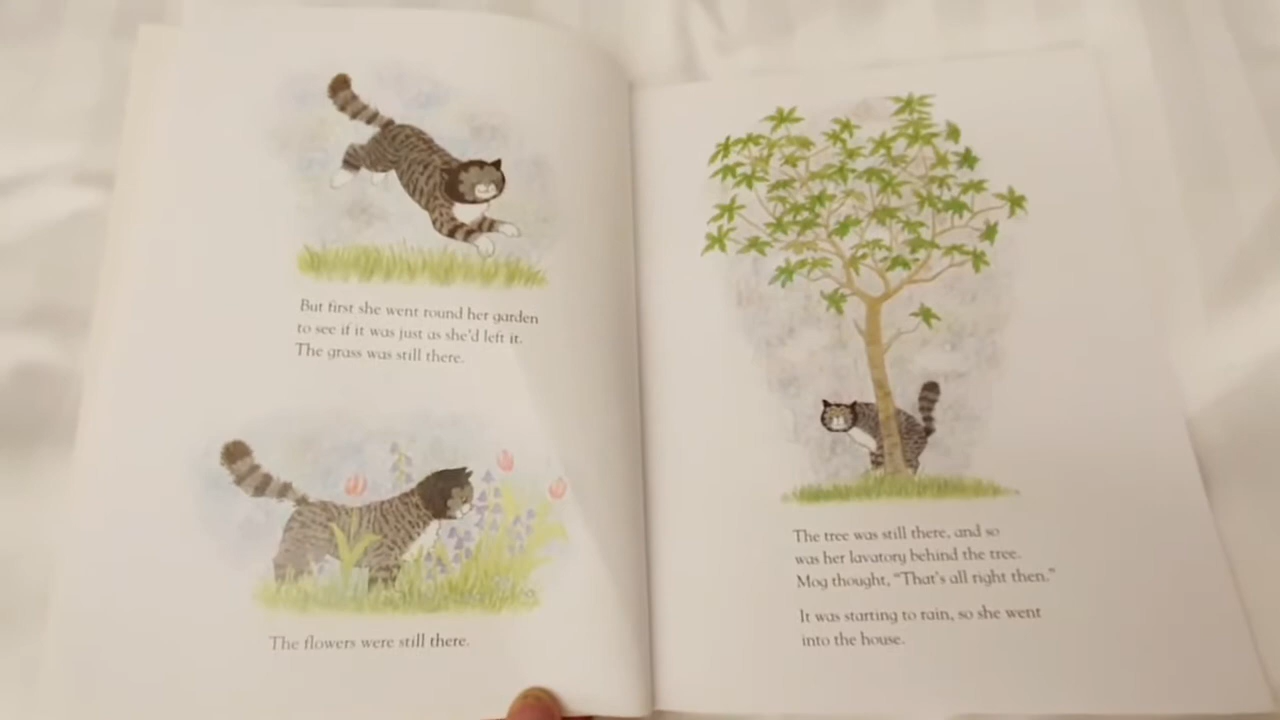 But first she went round her garden
to see if it was just as she'd left it.
The grass was still there.
The flowers were still there.
The tree was still there, and so
was her lavatory behind the tree.
Mog thought, “That's all right then.”
It was starting to rain, so she went
into the house.